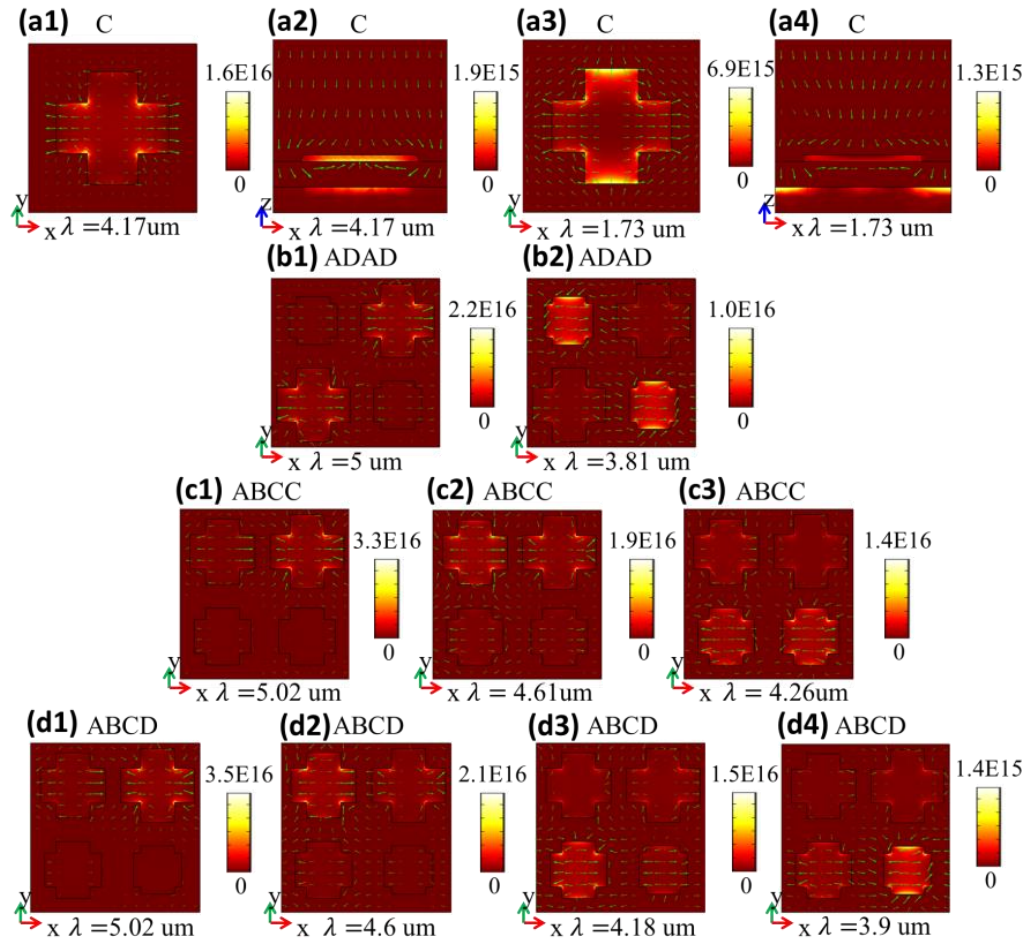 (a1) C
1.6E16
0
y
x λ =4.17um
(a2) C
1.9E15
0
z
x λ =4.17 um
(a3) C
6.9E15
0
y
x λ =1.73 um
(a4) C
1.3E15
0
z
x λ =1.73 um
(b1) ADAD
2.2E16
0
y
x λ =5 um
(b2) ADAD
1.0E16
0
y
x λ =3.81 um
(c1) ABCC
3.3E16
0
y
x λ =5.02 um
(c2) ABCC
1.9E16
0
y
x λ =4.61 um
(c3) ABCC
1.4E16
0
y
x λ =4.26um
(d1) ABCD
3.5E16
0
y
x λ =5.02 um
(d2) ABCD
2.1E16
0
y
x λ =4.6 um
(d3) ABCD
1.5E16
0
y
x λ =4.18 um
(d4) ABCD
1.4E15
0
y
x λ =3.9 um